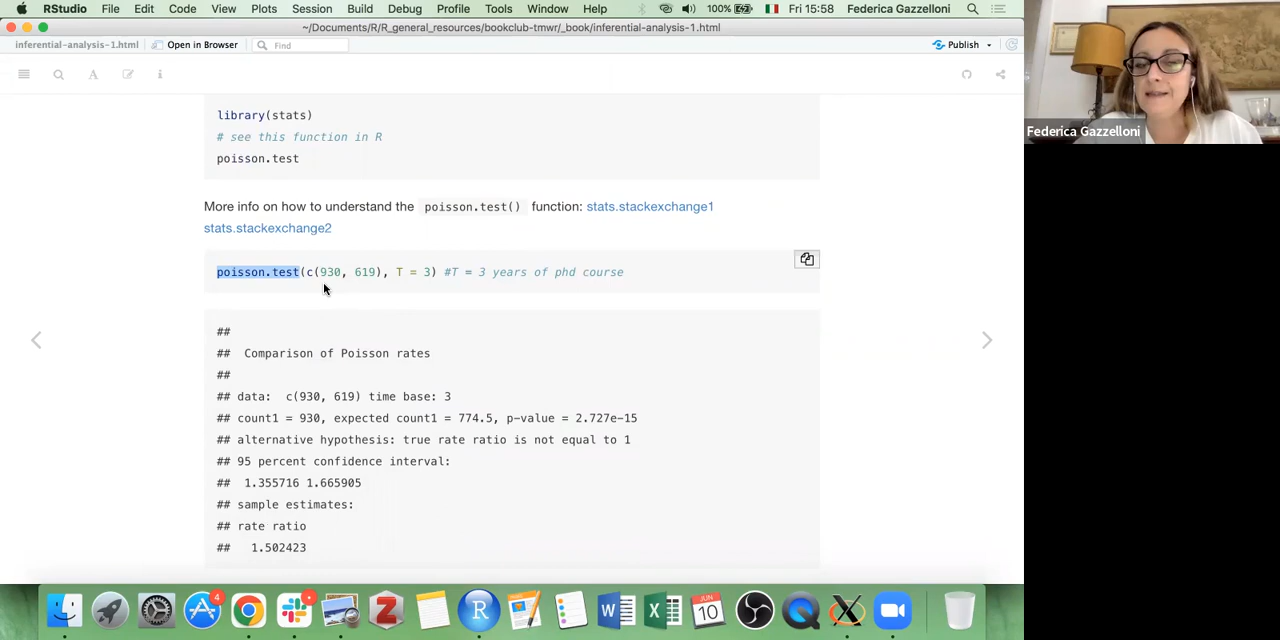 RStudio File Edit Code View Plots Session Build Debug Profile Tools Window Help 100% Fri 15:58 Federica Gazzelloni
~/Documents/R/R_general_resources/bookclub-tmwr/_book/inferential-analysis-1.html
inferential-analysis-1.html Open in Browser Find Publish
Federica Gazzelloni
library(stats)
# see this function in R
poisson.test
More info on how to understand the poisson.test() function: stats.stackexchange1
stats.stackexchange2
poisson.test(c(930, 619), T = 3) #T = 3 years of phd course
##
## Comparison of Poisson rates
##
## data: c(930, 619) time base: 3
## count1 = 930, expected count1 = 774.5, p-value = 2.727e-15
## alternative hypothesis: true rate ratio is not equal to 1
## 95 percent confidence interval:
## 1.355716 1.665905
## sample estimates:
## rate ratio
## 1.502423
4
JUN
10